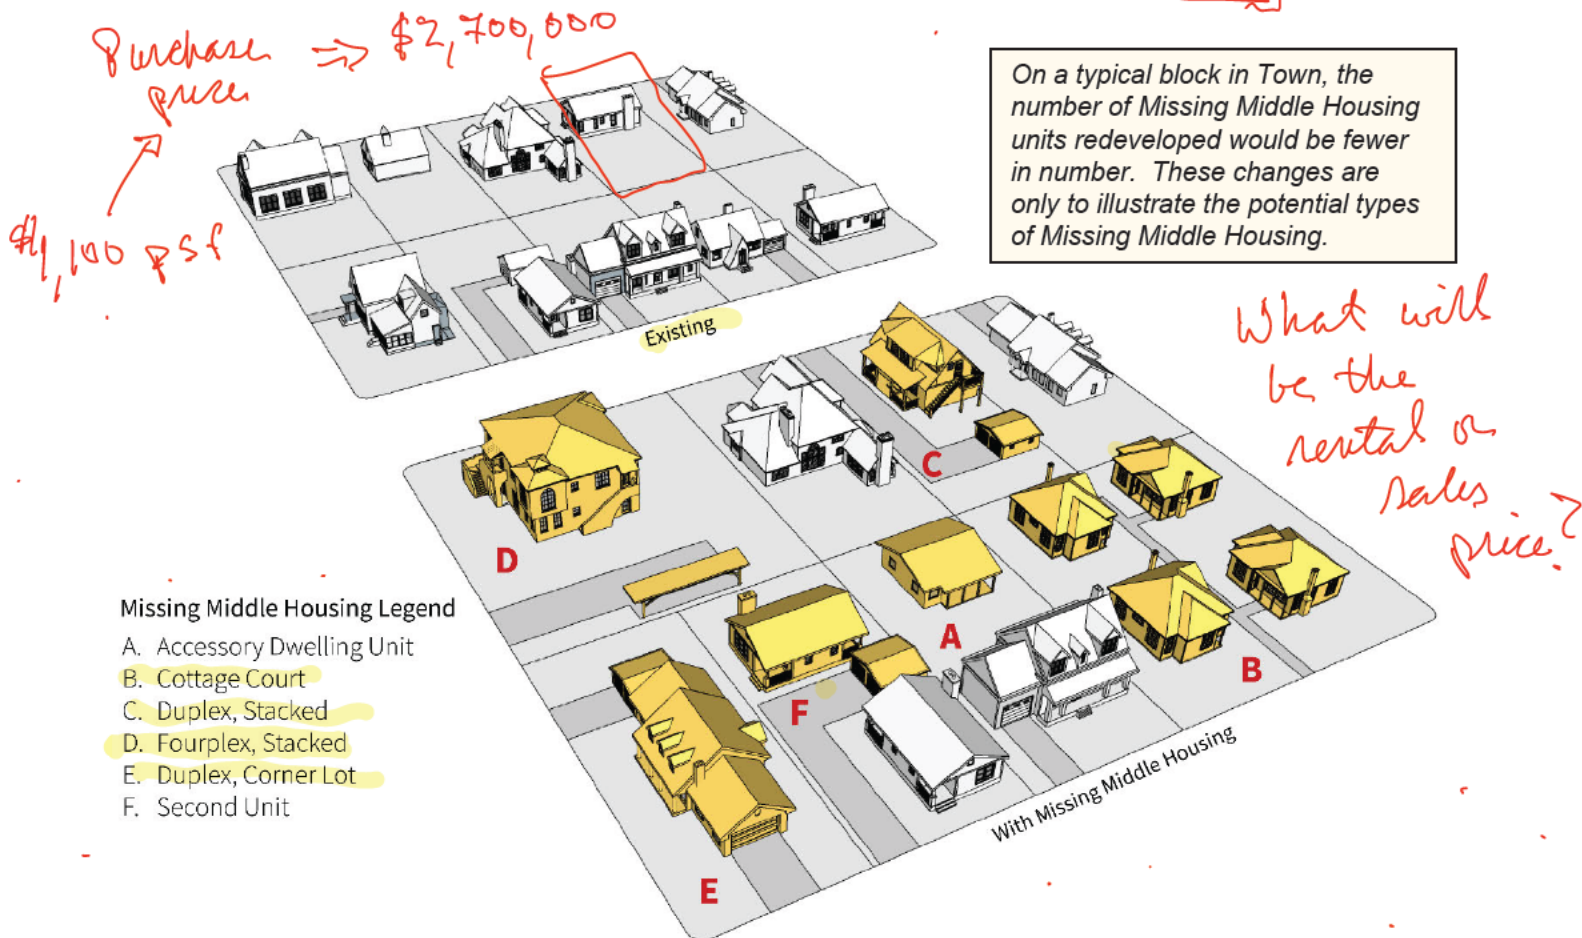 Purchase price => $2,700,000
$1,100 psf
On a typical block in Town, the
number of Missing Middle Housing
units redeveloped would be fewer
in number. These changes are
only to illustrate the potential types
of Missing Middle Housing.
Existing
What will
be the
rental or
sales
price?
D
C
A
B
F
E
With Missing Middle Housing
Missing Middle Housing Legend
A. Accessory Dwelling Unit
B. Cottage Court
C. Duplex, Stacked
D. Fourplex, Stacked
E. Duplex, Corner Lot
F. Second Unit